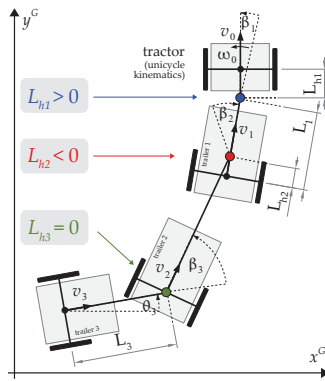 y^G
β_1
v_0
tractor
(unicycle
kinematics)
ω_0
L_h1
L_h1 > 0
β_2
v_1
L_1
L_h2 < 0
trailer 1
L_h2
L_h3 = 0
trailer 2
v_2
β_3
v_3
θ_3
trailer 3
L_3
x^G